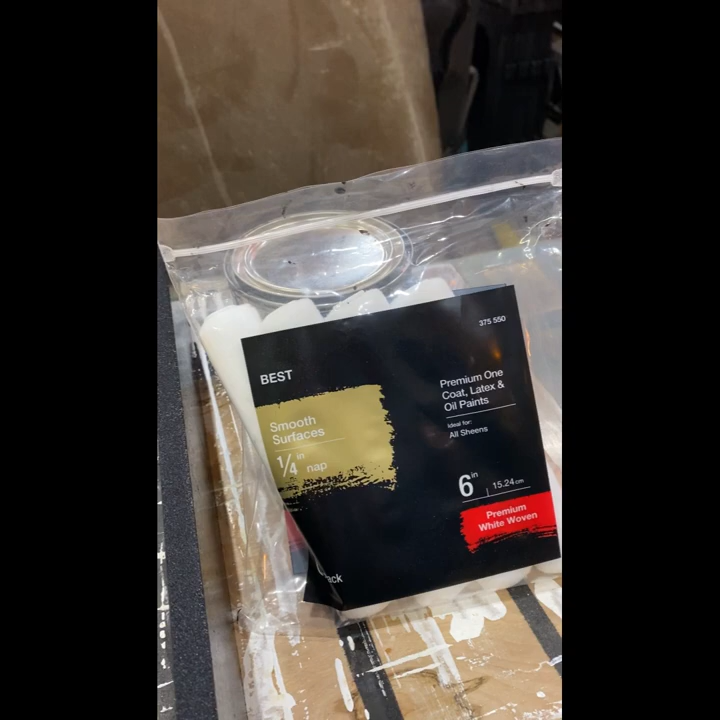 375 550
BEST
Premium One
Coat, Latex &
Oil Paints
Ideal for:
All Sheens
Smooth
Surfaces
1/4 in nap
6 in | 15.24 cm
Premium
White Woven